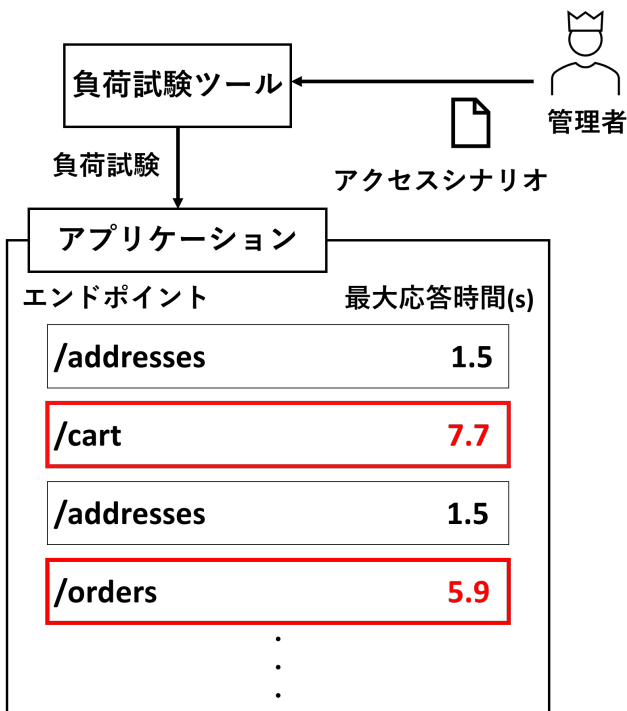 負荷試験ツール
管理者
負荷試験
アクセスシナリオ
アプリケーション
エンドポイント 最大応答時間(s)
/addresses 1.5
/cart 7.7
/addresses 1.5
/orders 5.9